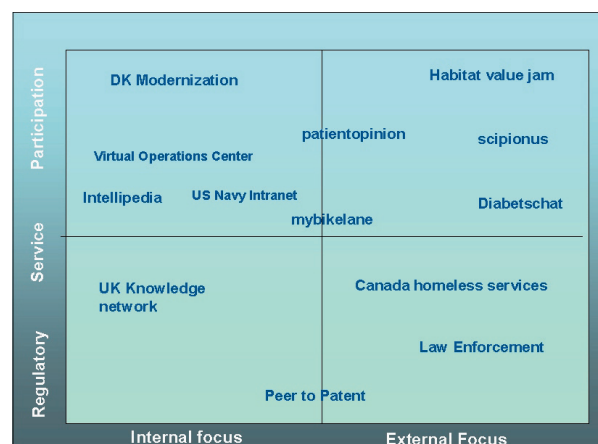 Participation
Service
Regulatory
DK Modernization
Habitat value jam
patientopinion
scipionus
Virtual Operations Center
Intellipedia
US Navy Intranet
Diabetschat
mybikelane
UK Knowledge
network
Canada homeless services
Law Enforcement
Peer to Patent
Internal focus
External Focus